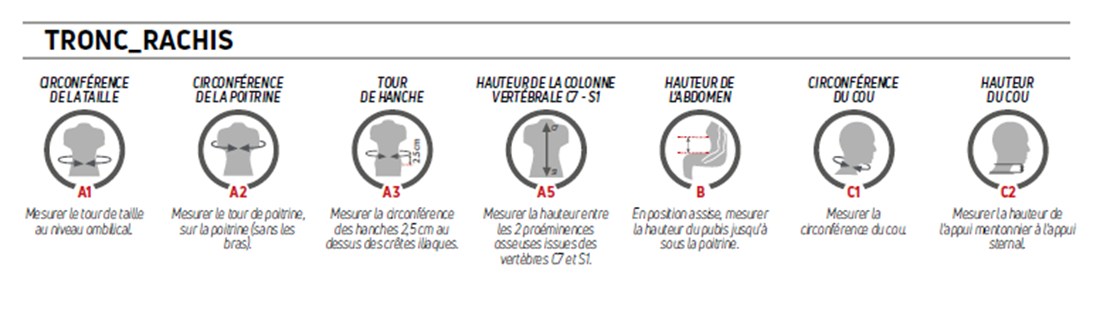 TRONC_RACHIS
CIRCONFÉRENCE
DE LA TAILLE
A1
Mesurer le tour de taille
au niveau ombilical.
CIRCONFÉRENCE
DE LA POITRINE
A2
Mesurer le tour de poitrine,
sur la poitrine (sans les
bras).
TOUR
DE HANCHE
2,5 cm
A3
Mesurer la circonférence
des hanches 2,5 cm au
dessus des crêtes iliaques.
HAUTEUR DE LA COLONNE
VERTÉBRALE C7 - S1
C7
S1
A5
Mesurer la hauteur entre
les 2 proéminences
osseuses issues des
vertèbres C7 et S1.
HAUTEUR DE
L'ABDOMEN
B
En position assise, mesurer
la hauteur du pubis jusqu'à
sous la poitrine.
CIRCONFÉRENCE
DU COU
C1
Mesurer la
circonférence du cou.
HAUTEUR
DU COU
C2
Mesurer la hauteur de
l'appui mentonnier à l'appui
sternal.